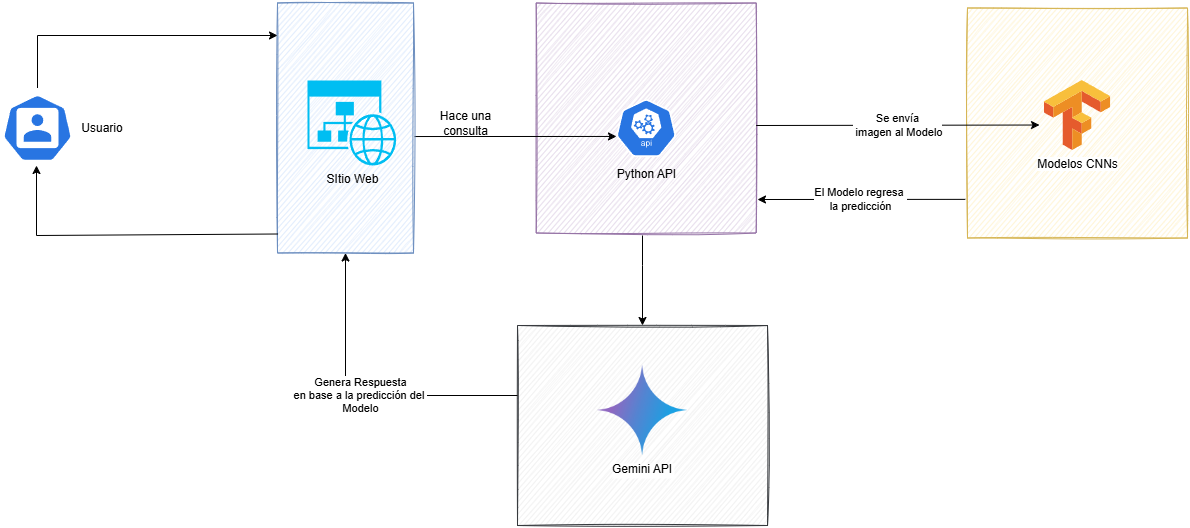 Usuario
SItio Web
Hace una
consulta
api
Python API
Se envía
imagen al Modelo
Modelos CNNs
El Modelo regresa
la predicción
Genera Respuesta
en base a la predicción del
Modelo
Gemini API